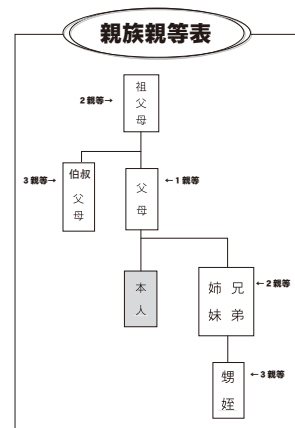 親族親等表
2親等→
祖父母
3親等→
伯叔父母
父母
←1親等
本人
兄弟
姉妹
←2親等
甥姪
←3親等